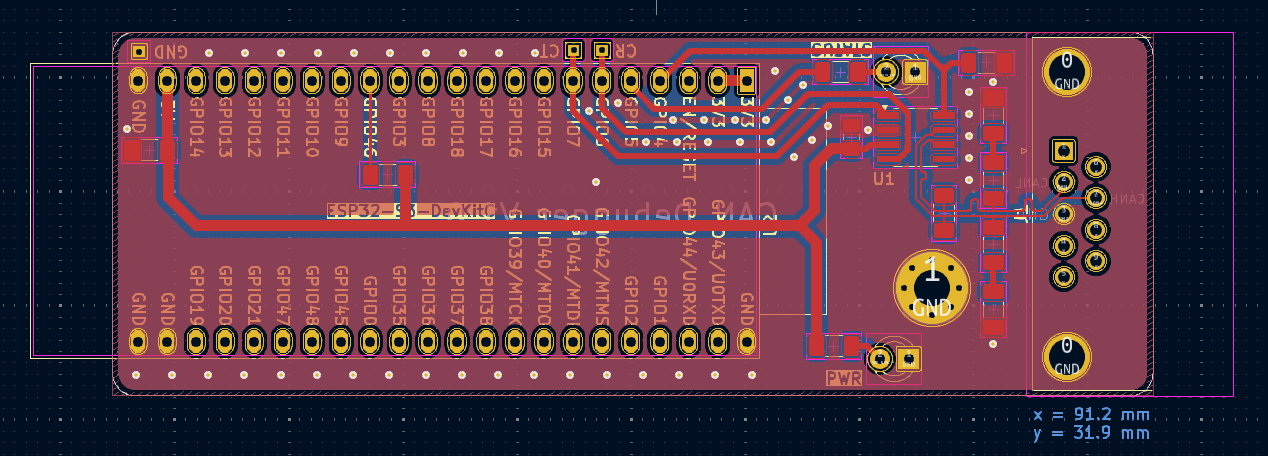 GND
CT
CR
STATUS
0
GND
GND
GPIO14
GPIO13
GPIO12
GPIO11
GPIO10
GPIO9
GPIO46
GPIO3
GPIO8
GPIO18
GPIO17
GPIO16
GPIO15
GPIO7
GPIO6
GPIO5
GPIO4
EN/RESET
3V3
3V3
U1
CANL
CANH
ESP32-S3-DevKitC
CAN Debugger
GPIO19
GPIO20
GPIO21
GPIO47
GPIO48
GPIO45
GPIO0
GPIO35
GPIO36
GPIO37
GPIO38
GPIO39/MTCK
GPIO40/MTDO
GPIO41/MTDI
GPIO42/MTMS
GPIO2
GPIO1
GPIO44/U0RXD
GPIO43/U0TXD
GND
GND
GND
1
GND
0
GND
PWR
x = 91.2 mm
y = 31.9 mm